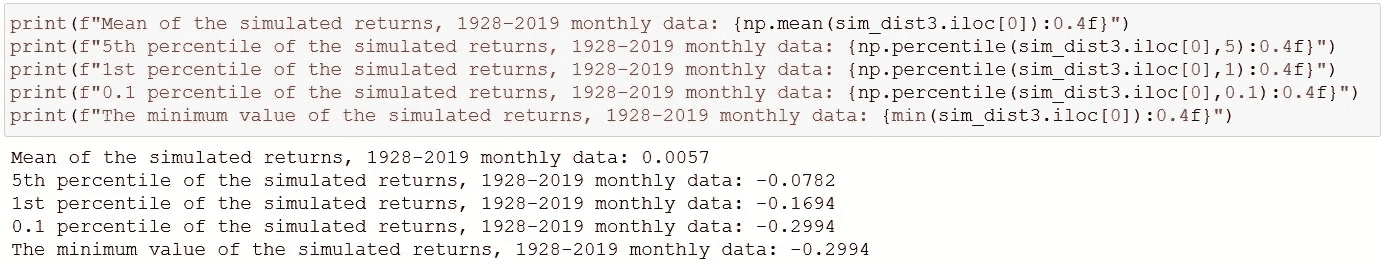 print(f"Mean of the simulated returns, 1928-2019 monthly data: {np.mean(sim_dist3.iloc[0]):0.4f}")
print(f"5th percentile of the simulated returns, 1928-2019 monthly data: {np.percentile(sim_dist3.iloc[0],5):0.4f}")
print(f"1st percentile of the simulated returns, 1928-2019 monthly data: {np.percentile(sim_dist3.iloc[0],1):0.4f}")
print(f"0.1 percentile of the simulated returns, 1928-2019 monthly data: {np.percentile(sim_dist3.iloc[0],0.1):0.4f}")
print(f"The minimum value of the simulated returns, 1928-2019 monthly data: {min(sim_dist3.iloc[0]):0.4f}")
Mean of the simulated returns, 1928-2019 monthly data: 0.0057
5th percentile of the simulated returns, 1928-2019 monthly data: -0.0782
1st percentile of the simulated returns, 1928-2019 monthly data: -0.1694
0.1 percentile of the simulated returns, 1928-2019 monthly data: -0.2994
The minimum value of the simulated returns, 1928-2019 monthly data: -0.2994